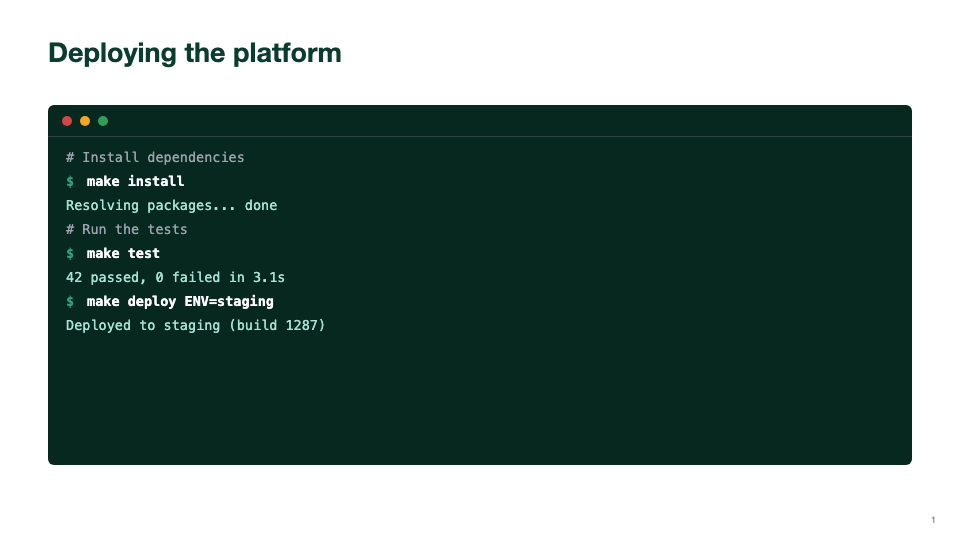 Deploying the platform
# Install dependencies
$ make install
Resolving packages... done
# Run the tests
$ make test
42 passed, 0 failed in 3.1s
$ make deploy ENV=staging
Deployed to staging (build 1287)
1